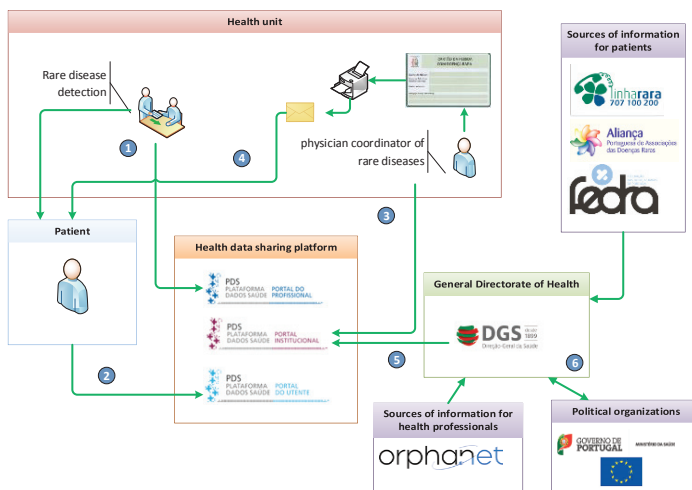 Health unit
Rare disease
detection
1
4
physician coordinator of
rare diseases
3
Sources of information
for patients
linharara
707 100 200
Aliança
Portuguesa de Associações
das Doenças Raras
fedra
Patient
2
Health data sharing platform
PDS
PLATAFORMA
DADOS SAÚDE
PORTAL DO
PROFISSIONAL
PDS
PLATAFORMA
DADOS SAÚDE
PORTAL
INSTITUCIONAL
PDS
PLATAFORMA
DADOS SAÚDE
PORTAL
DO UTENTE
5
General Directorate of Health
DGS desde
1899
Direcção-Geral da Saúde
6
Sources of information for
health professionals
orphanet
Political organizations
GOVERNO DE
PORTUGAL
MINISTÉRIO DA SAÚDE